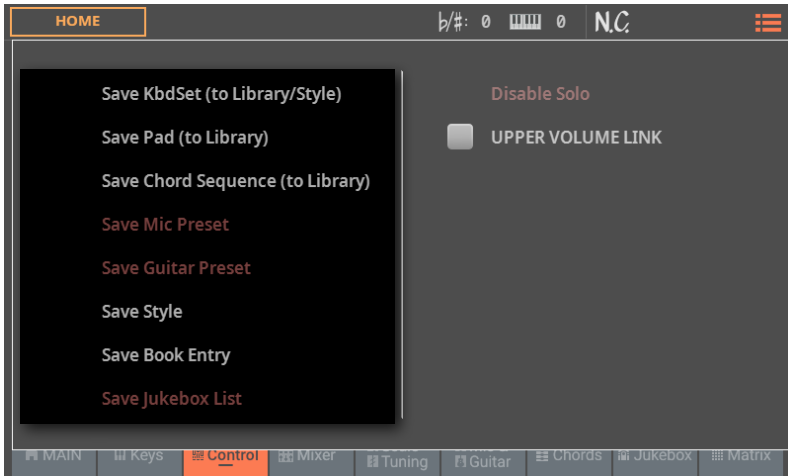 HOME
♭/♯: 0 0 N.C.
Save KbdSet (to Library/Style)
Save Pad (to Library)
Save Chord Sequence (to Library)
Save Mic Preset
Save Guitar Preset
Save Style
Save Book Entry
Save Jukebox List
Disable Solo
UPPER VOLUME LINK
MAIN Keys Control Mixer Tuning Guitar Chords Jukebox Matrix